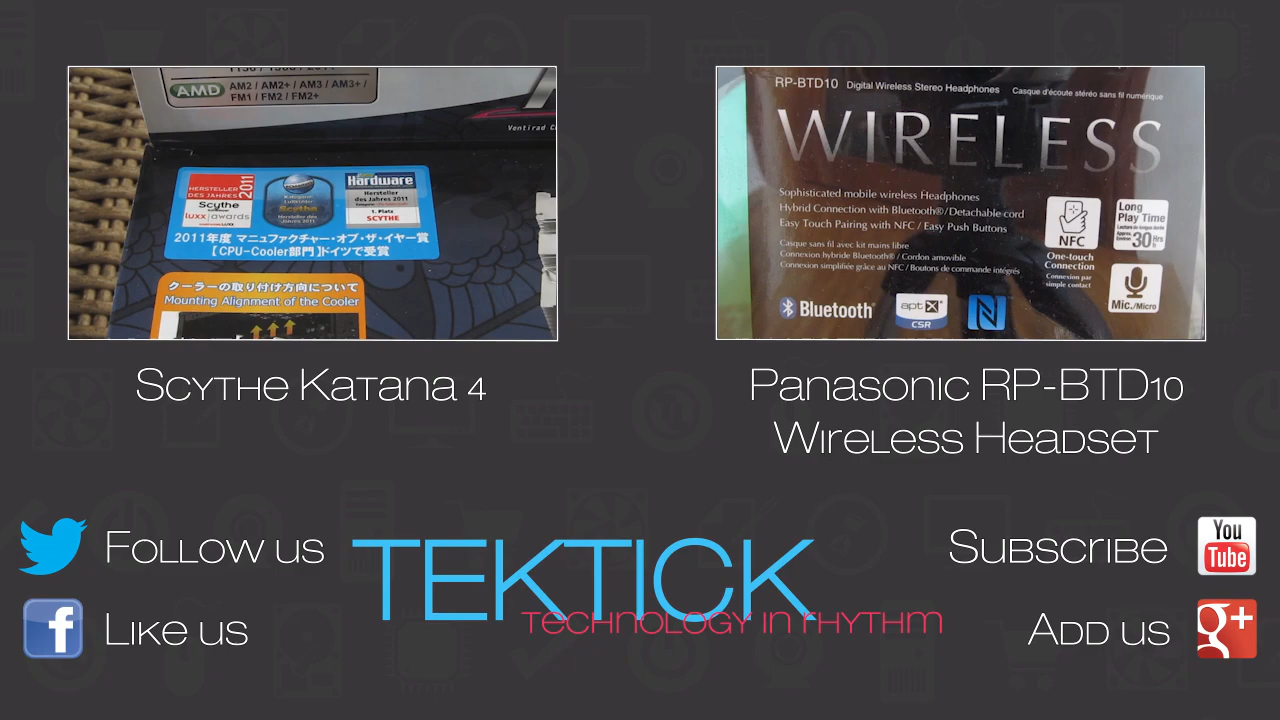 AMD
AM2 / AM2+ / AM3 / AM3+ /
FM1 / FM2 / FM2+
HERSTELLER
DES JAHRES
2011
Scythe
luxx awards
Scythe
Hersteller des
Jahres 2011
Hardware
Hersteller
des Jahres 2011
1. Platz
SCYTHE
2011年度 マニュファクチャー・オブ・ザ・イヤー賞
【CPU-Cooler部門】ドイツで受賞
クーラーの取り付け方向について
Mounting Alignment of the Cooler
Scythe Katana 4
RP-BTD10 Digital Wireless Stereo Headphones Casque d'écoute stéréo sans fil numérique
WIRELESS
Sophisticated mobile wireless Headphones
Hybrid Connection with Bluetooth® / Detachable cord
Easy Touch Pairing with NFC / Easy Push Buttons
Casque sans fil avec kit mains libre
Connexion hybride Bluetooth® / Cordon amovible
Connexion simplifiée grâce au NFC / Boutons de commande intégrés
NFC
One-touch
Connection
Connexion par
simple contact
Long
Play Time
30 Hrs
Mic./Micro
Bluetooth®
aptX®
CSR
N
Panasonic RP-BTD10
Wireless Headset
Follow us
Like us
TEKTICK
Technology in rhythm
Subscribe
You
Tube
Add us
g+
f